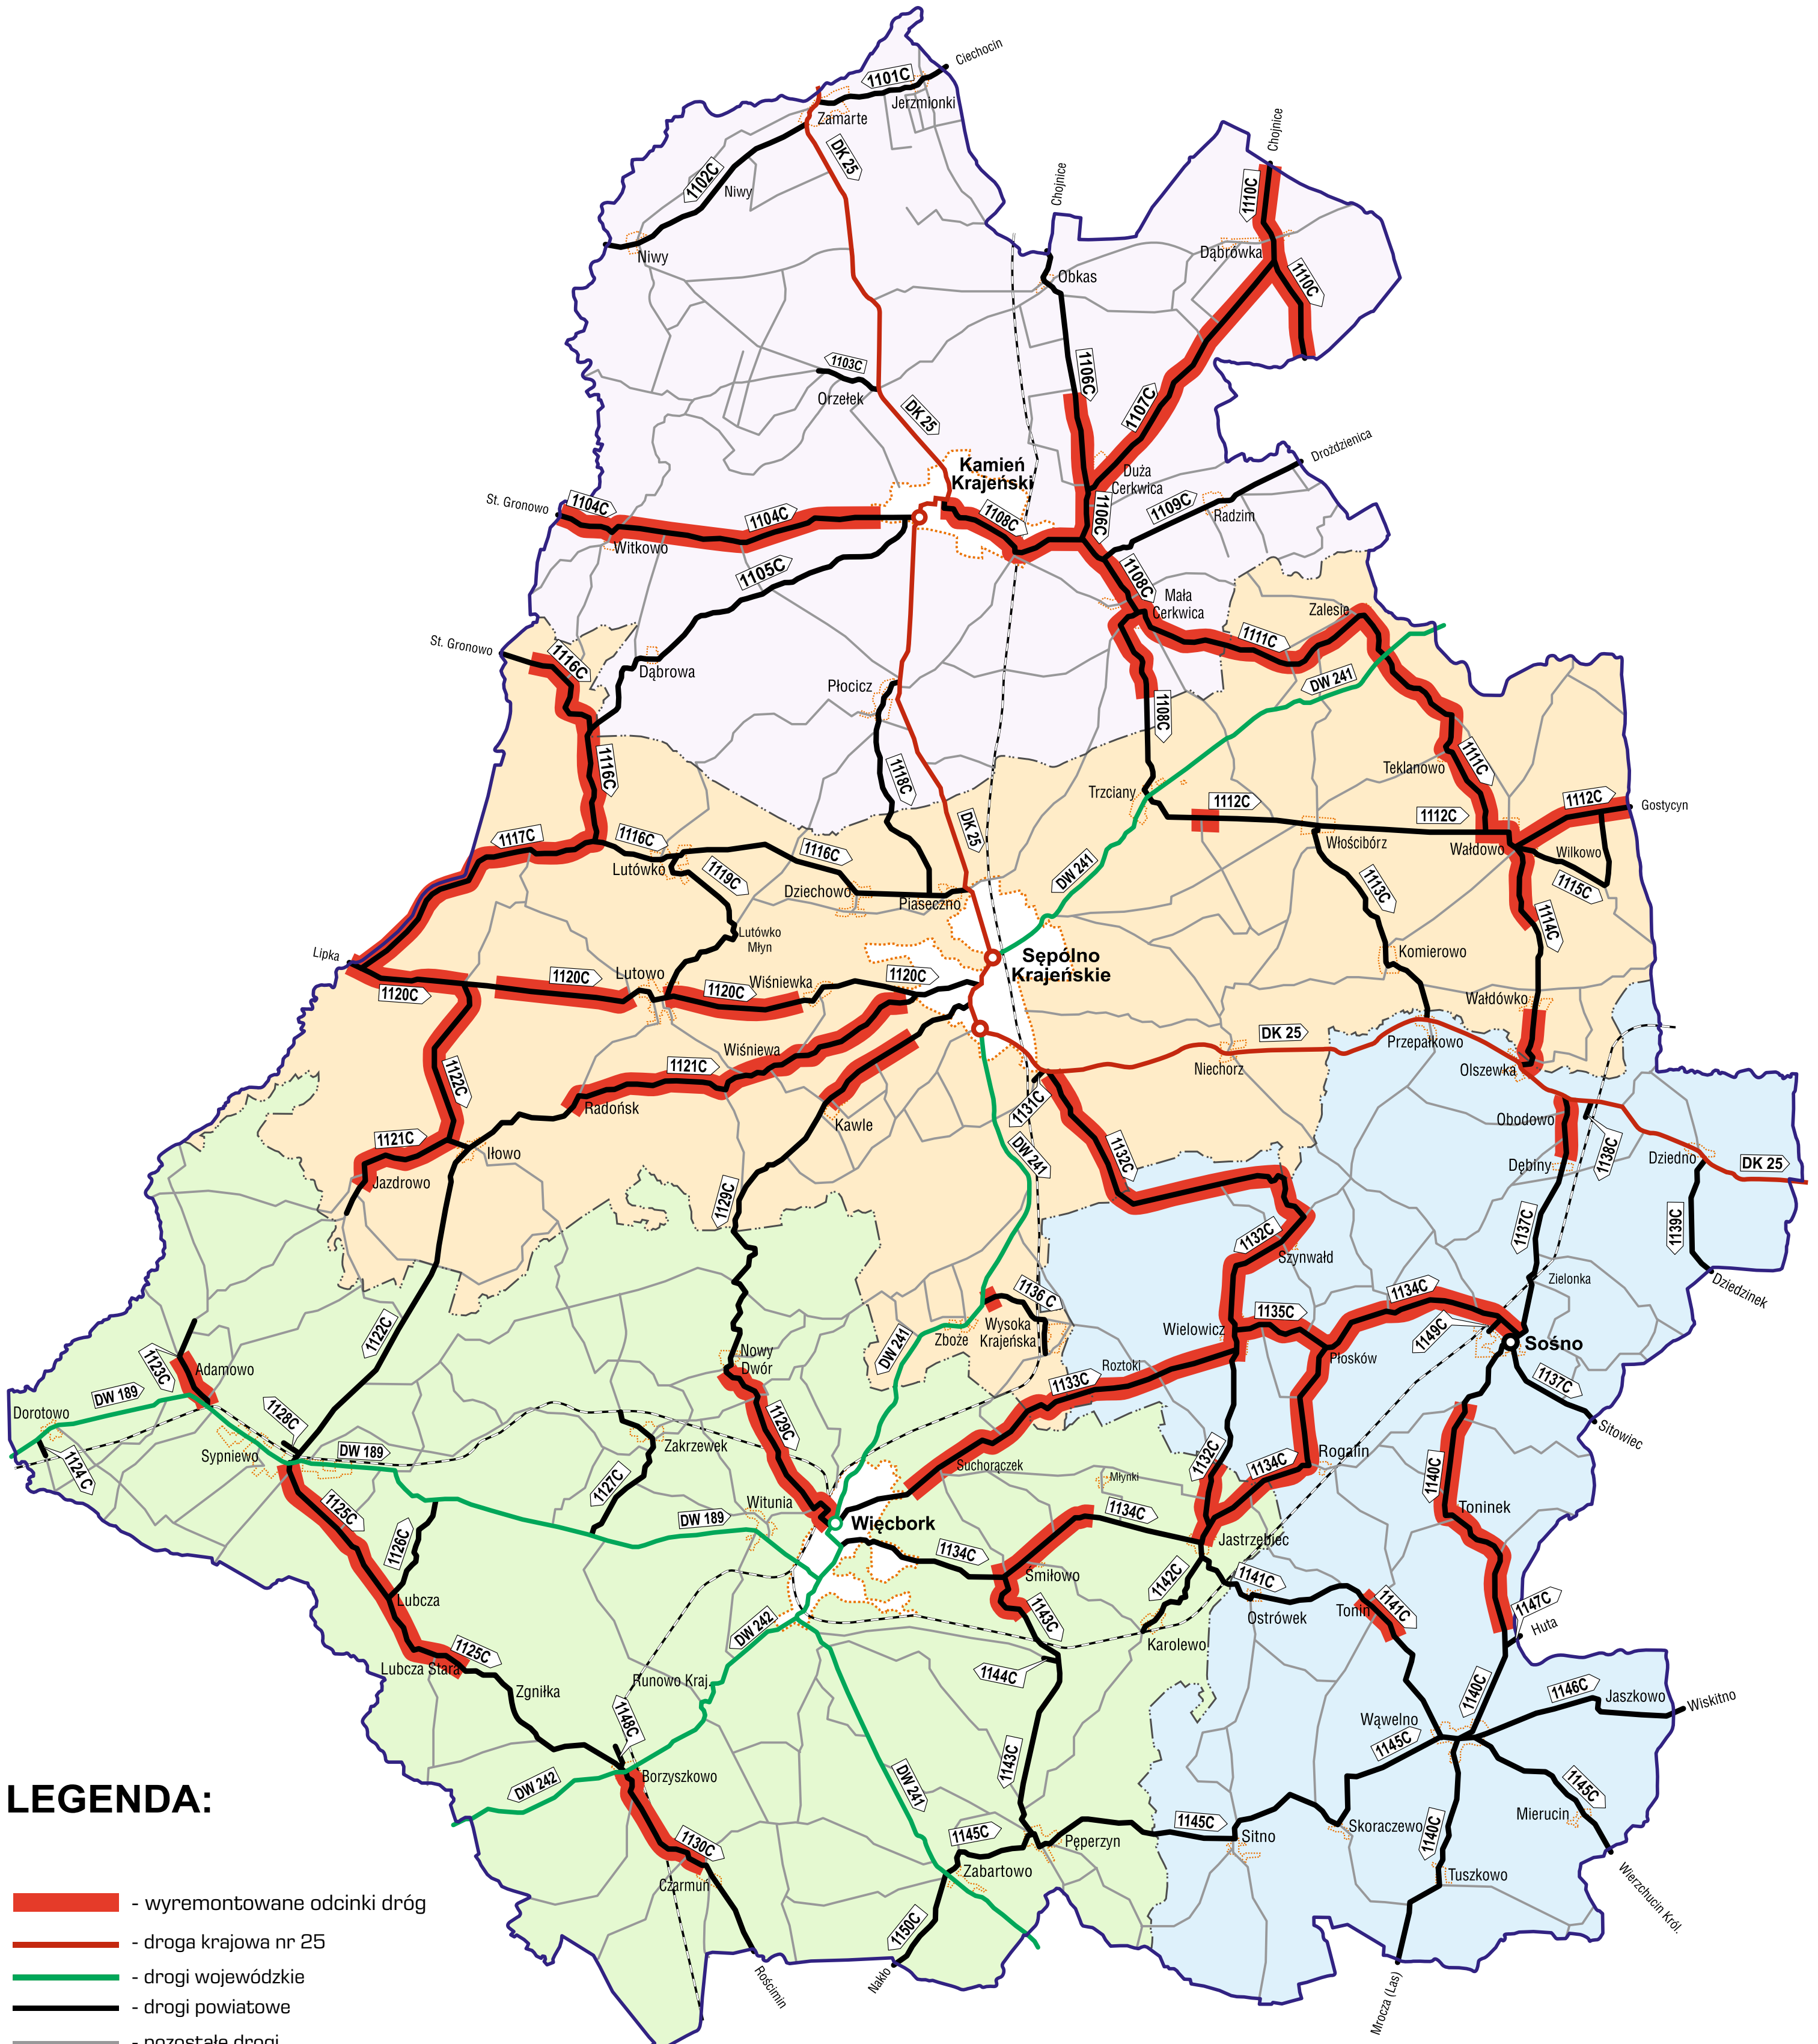 Ciechocin
1101C
Jerzmionki
Zamarte
DK 25
Chojnice
1102C
Niwy
Chojnice
1110C
Niwy
Dąbrówka
Obkas
1110C
1103C
1106C
Orzełek
DK 25
1107C
Drożdzienica
Kamień
Krajeński
Duża
Cerkwica
St. Gronowo
1104C
1104C
1108C
1106C
1109C
Radzim
Witkowo
1105C
1108C
Mała
Cerkwica
Zalesie
St. Gronowo
1116C
Dąbrowa
1111C
Płocicz
DW 241
1108C
1116C
1118C
Teklanowo
1111C
Trzciany
1112C
1112C
1112C
Gostycyn
DK 25
1117C
1116C
1116C
Włościbórz
Wałdowo
Wilkowo
Lutówko
1119C
Dziechowo
Piaseczno
DW 241
1113C
1115C
1114C
Lutówko
Młyn
Lipka
Komierowo
Sępólno
Krajeńskie
1120C
1120C
Lutowo
1120C
Wiśniewka
1120C
Wałdówko
Wiśniewa
DK 25
Przepałkowo
1121C
Niechorz
Olszewka
1122C
Radońsk
Kawle
1131C
Obodowo
1121C
Iłowo
DW 241
1132C
Dębiny
1138C
Dziedno
DK 25
Jazdrowo
1129C
1137C
1139C
1132C
Szynwałd
Zielonka
Dziedzinek
1136 C
1134C
Wysoka
Krajeńska
1135C
Zboże
Wielowicz
1149C
Sośno
1122C
DW 241
Nowy
Dwór
Płosków
1123C
Adamowo
Roztoki
1133C
1137C
DW 189
Dorotowo
1128C
1129C
Sitowiec
Sypniewo
DW 189
Zakrzewek
Rogalin
1124 C
1127C
Suchorączek
Młynki
1132C
1134C
1140C
1125C
Witunia
1134C
Toninek
DW 189
Więcbork
Jastrzębiec
1126C
1134C
Śmiłowo
1142C
1141C
Lubcza
Ostrówek
Tonin
1141C
1147C
Huta
1143C
DW 242
Karolewo
1125C
Lubcza Stara
1144C
Runowo Kraj.
Zgniłka
1140C
1146C
Jaszkowo
Wiskitno
1148C
Wąwelno
1145C
1143C
Borzyszkowo
DW 242
DW 241
1145C
LEGENDA:
Mierucin
1145C
1145C
Skoraczewo
1130C
Pęperzyn
Sitno
1140C
Zabartowo
Tuszkowo
Czarmuń
Wierzchucin Król.
- wyremontowane odcinki dróg
1150C
- droga krajowa nr 25
Rościmin
Nakło
- drogi wojewódzkie
Mrocza (Las)
- drogi powiatowe
- pozostałe drogi